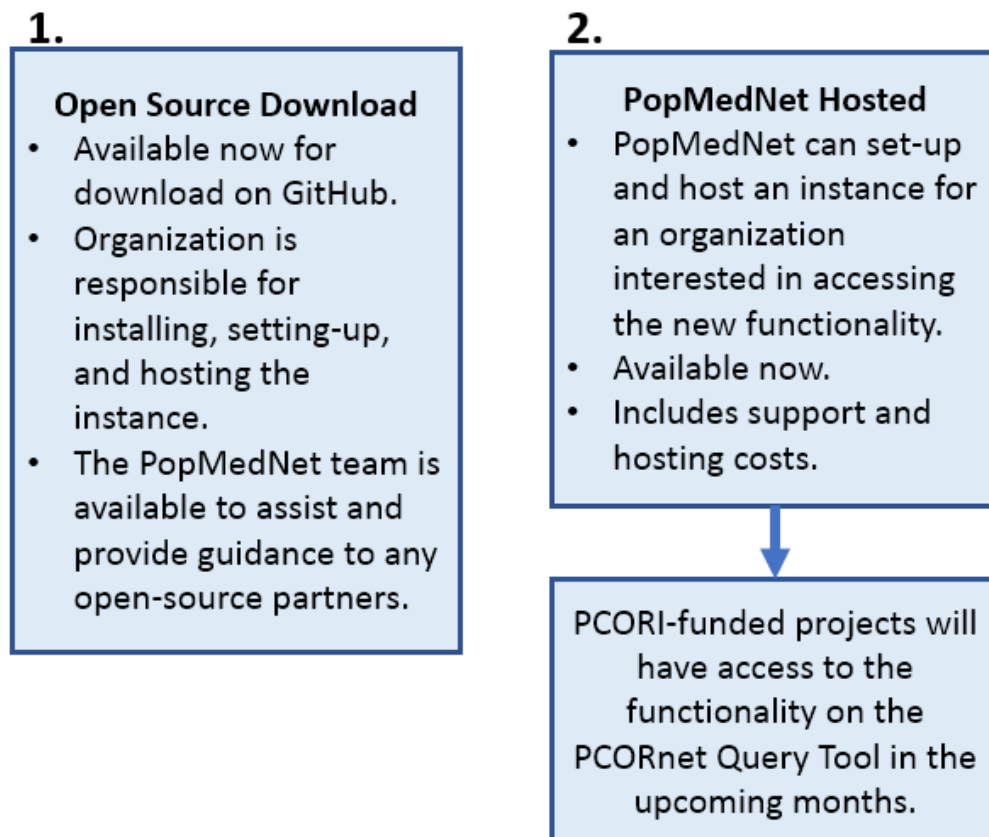 1.
Open Source Download
• Available now for
download on GitHub.
• Organization is
responsible for
installing, setting-up,
and hosting the
instance.
• The PopMedNet team is
available to assist and
provide guidance to any
open-source partners.
2.
PopMedNet Hosted
• PopMedNet can set-up
and host an instance for
an organization
interested in accessing
the new functionality.
• Available now.
• Includes support and
hosting costs.
PCORI-funded projects will
have access to the
functionality on the
PCORnet Query Tool in the
upcoming months.